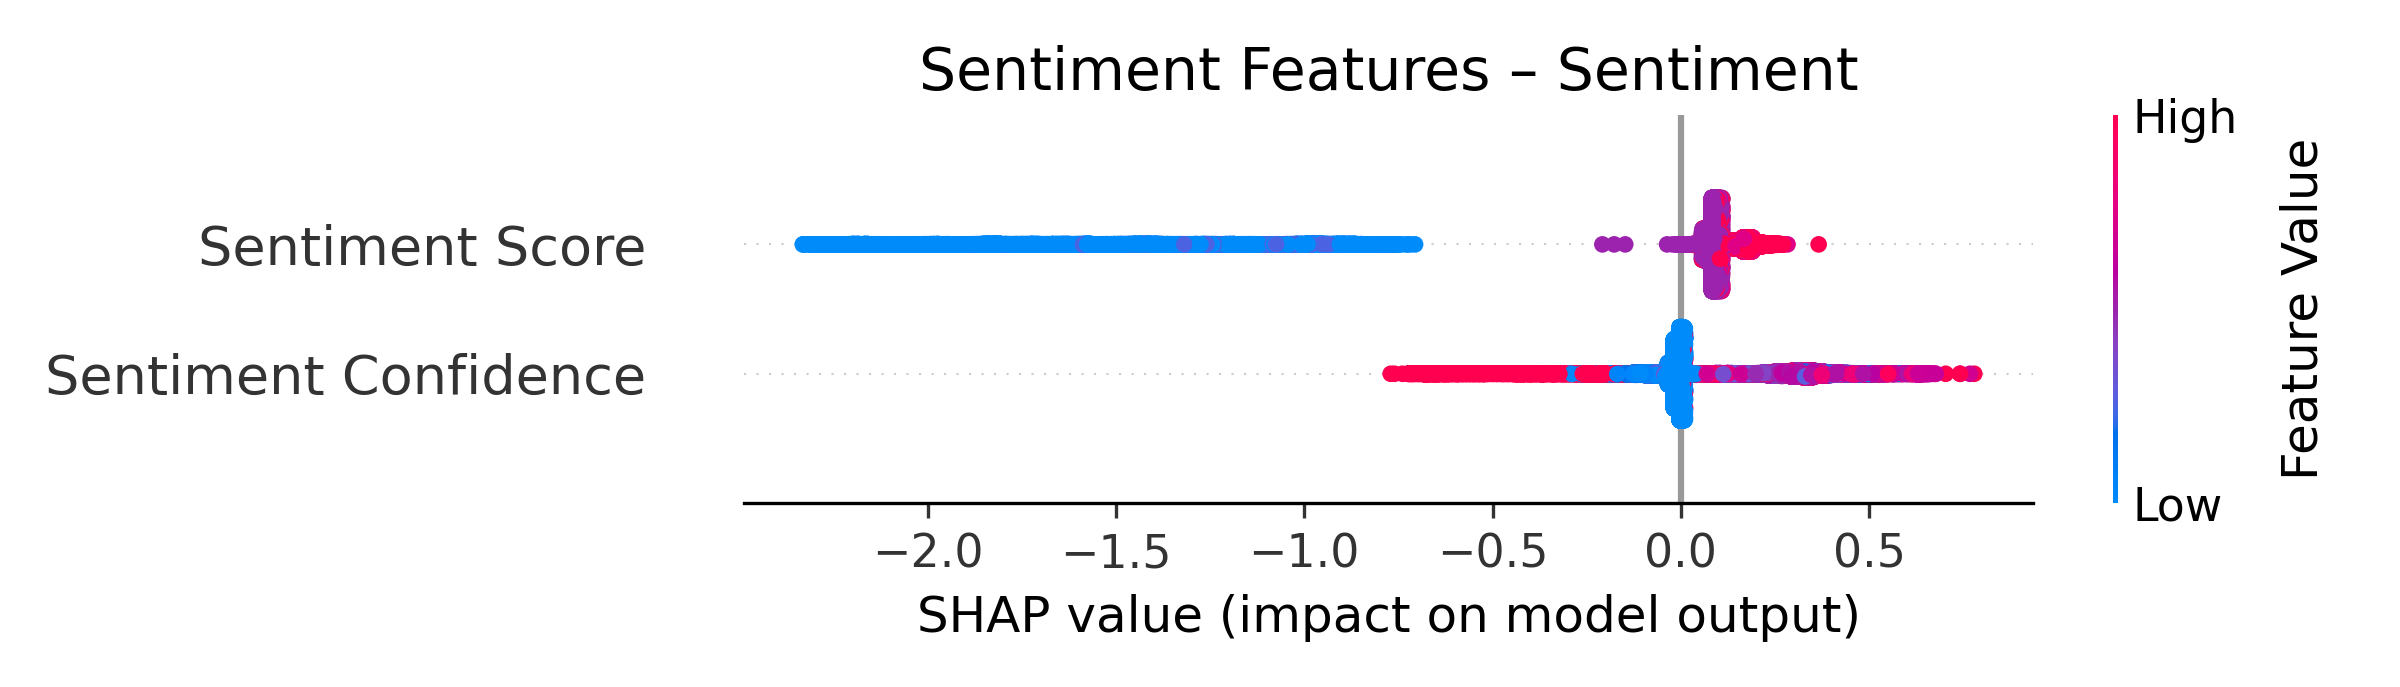 Sentiment Features – Sentiment
High
Sentiment Score
Sentiment Confidence
Feature Value
Low
−2.0 −1.5 −1.0 −0.5 0.0 0.5
SHAP value (impact on model output)